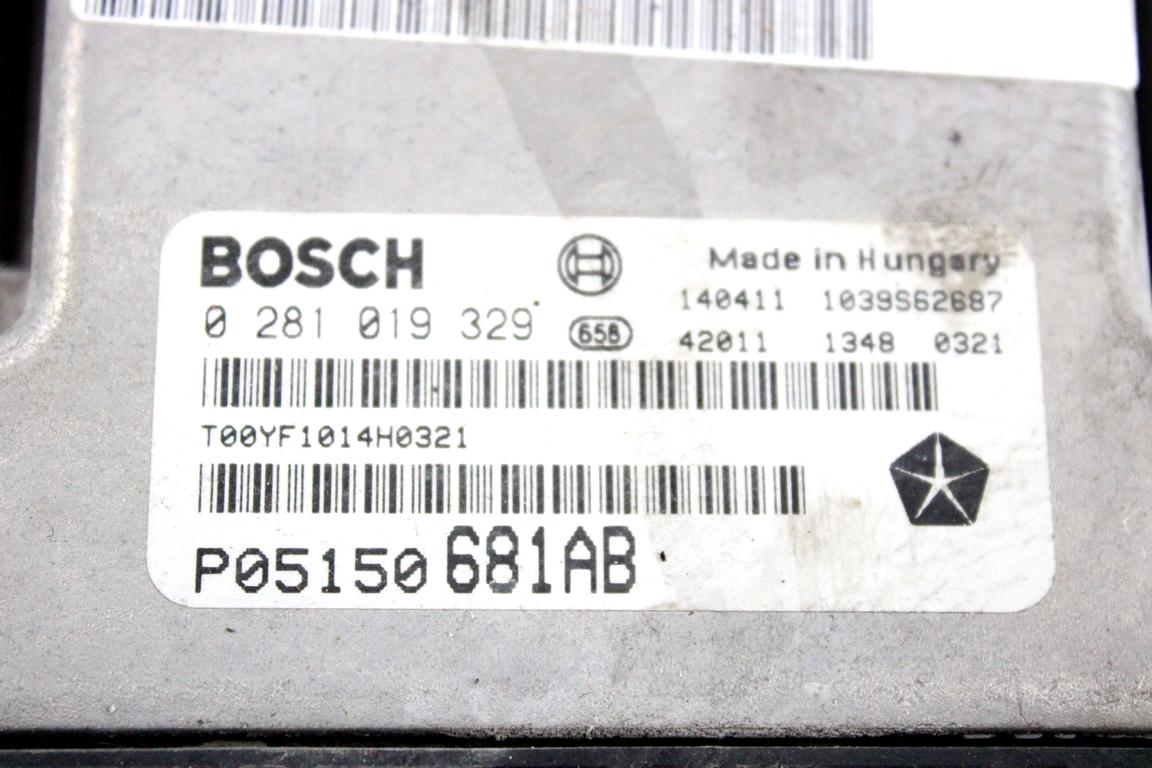 BOSCH
Made in Hungary
0 281 019 329
658
140411 1039S62687
42011 1348 0321
T00YF1014H0321
P05150681AB